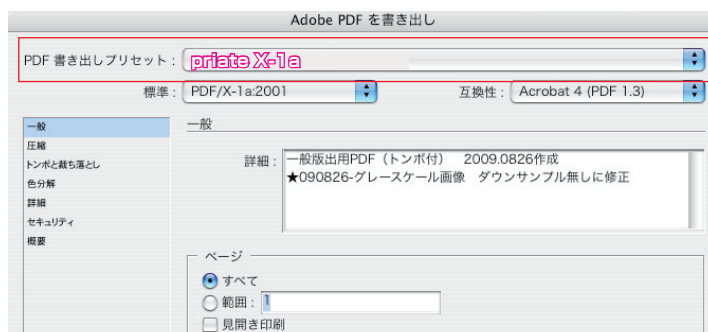 Adobe PDF を書き出し
PDF 書き出しプリセット : priate X-1a
標準 : PDF/X-1a:2001 互換性 : Acrobat 4 (PDF 1.3)
一般
圧縮
トンボと裁ち落とし
色分解
詳細
セキュリティ
概要
一般
詳細 : 一般版出用PDF（トンボ付） 2009.0826作成
★090826-グレースケール画像 ダウンサンプル無しに修正
ページ
すべて
範囲 : 1
見開き印刷